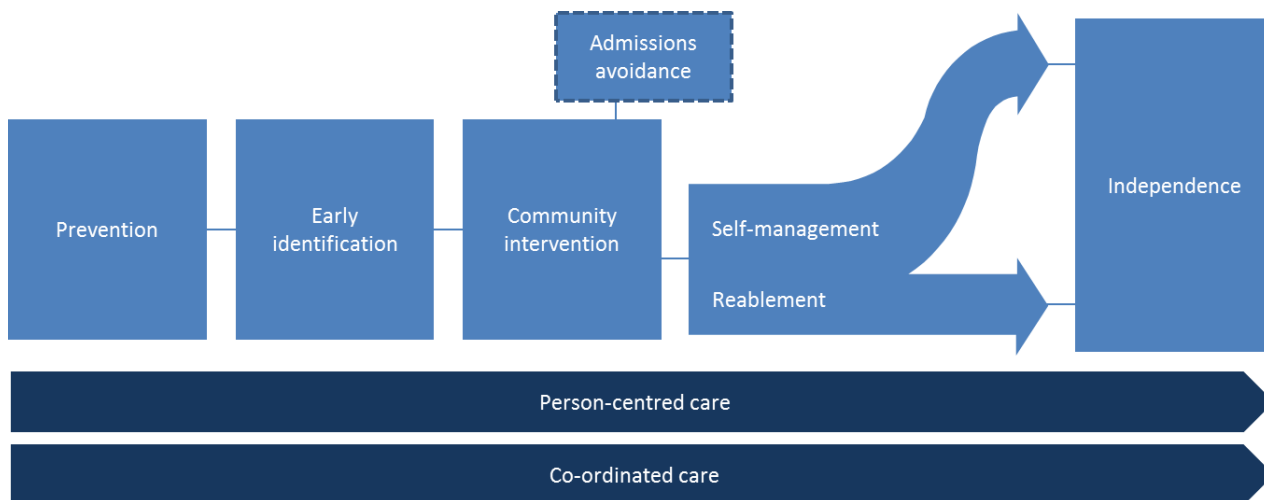 Admissions
avoidance
Prevention
Early
identification
Community
intervention
Self-management
Reablement
Independence
Person-centred care
Co-ordinated care